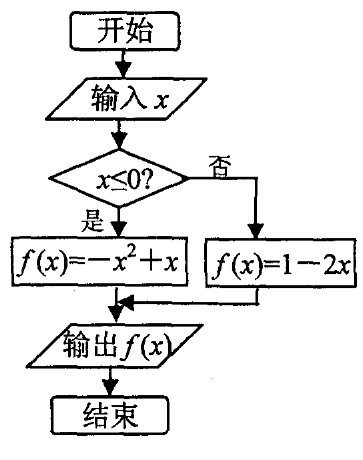 开始
输入 x
x≤0?
否
是
f(x)=−x²+x
f(x)=1−2x
输出 f(x)
结束